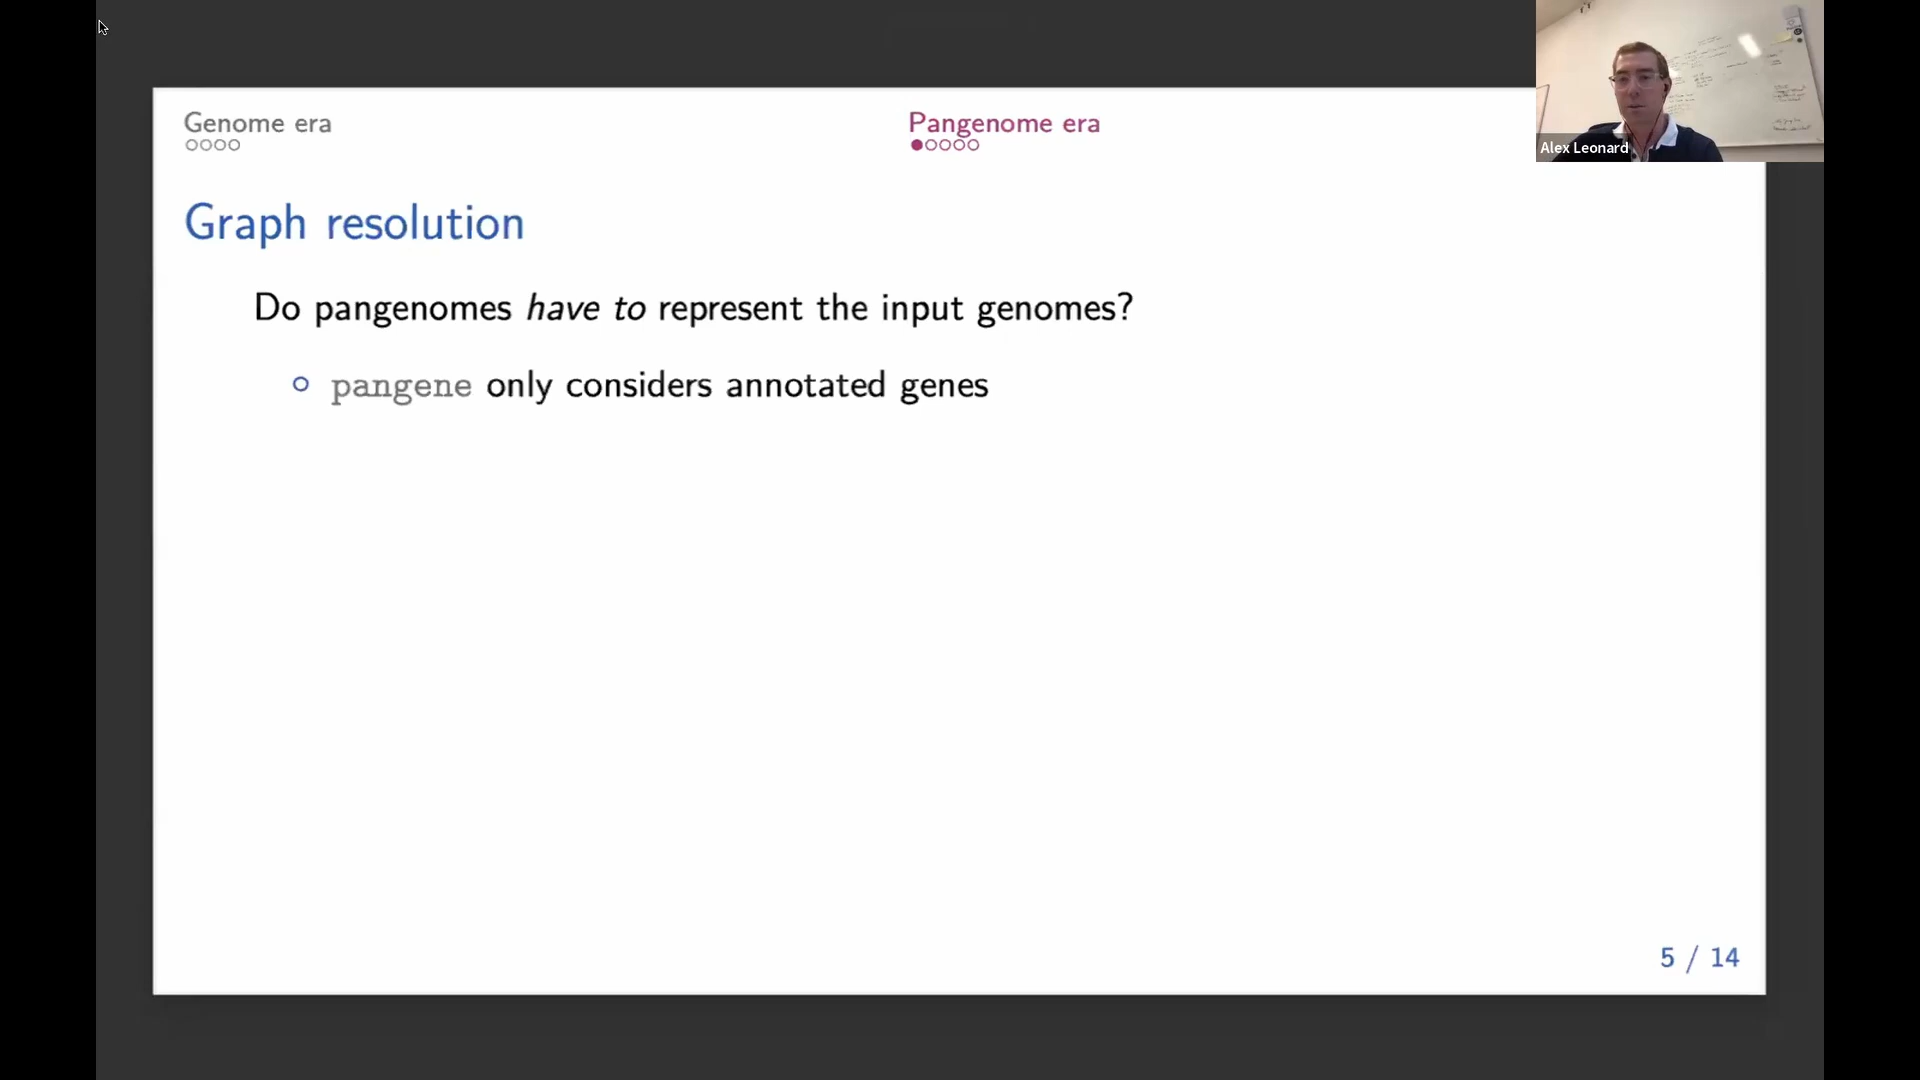 Genome era
Pangenome era
Alex Leonard
Graph resolution
Do pangenomes have to represent the input genomes?
pangene only considers annotated genes
5 / 14